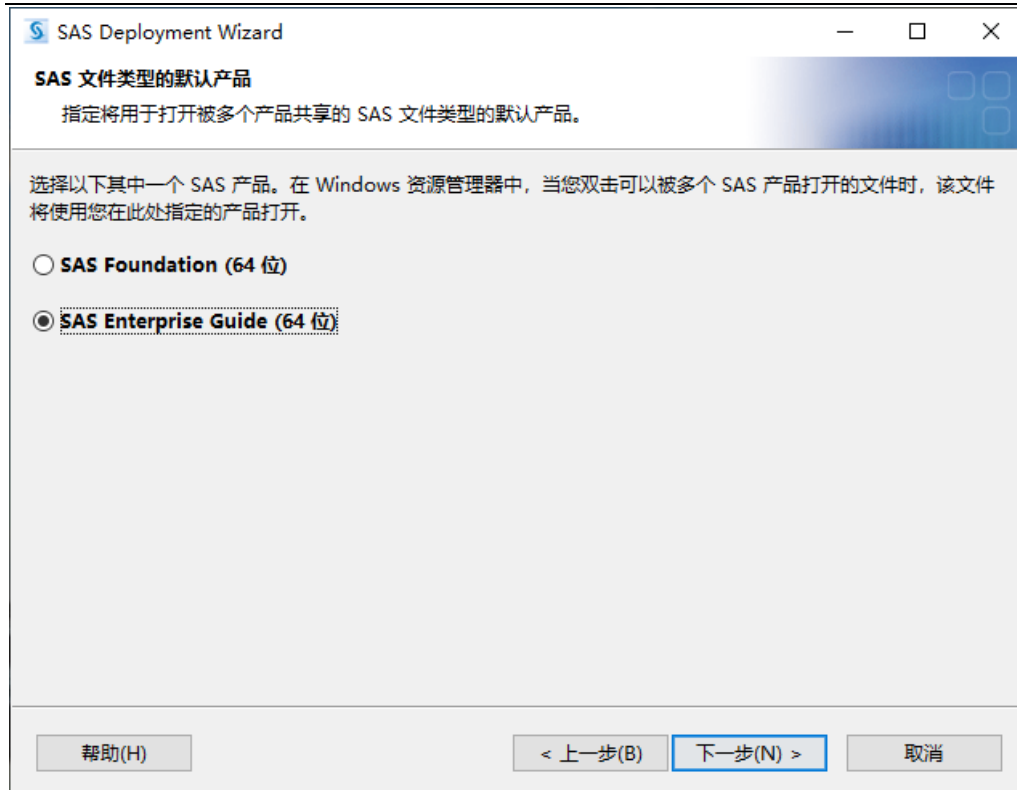 SAS Deployment Wizard
SAS 文件类型的默认产品
指定将用于打开被多个产品共享的 SAS 文件类型的默认产品。
选择以下其中一个 SAS 产品。在 Windows 资源管理器中，当您双击可以被多个 SAS 产品打开的文件时，该文件
将使用您在此处指定的产品打开。
SAS Foundation (64 位)
SAS Enterprise Guide (64 位)
帮助(H)
< 上一步(B)
下一步(N) >
取消